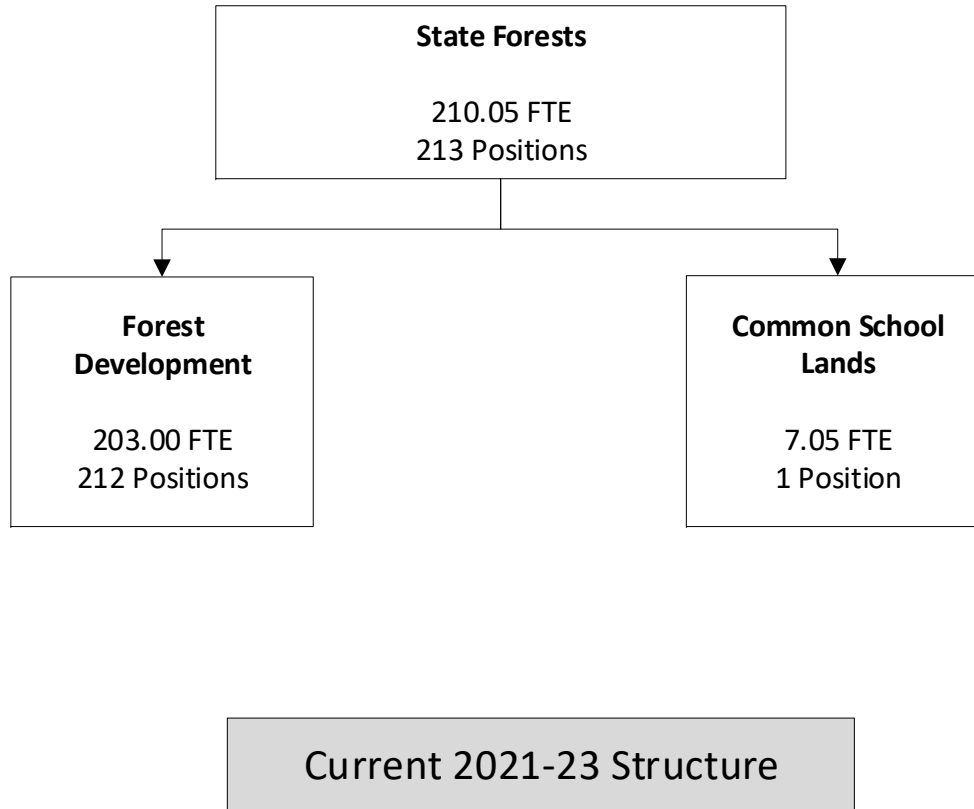 State Forests
210.05 FTE
213 Positions
Forest
Development
203.00 FTE
212 Positions
Common School
Lands
7.05 FTE
1 Position
Current 2021-23 Structure